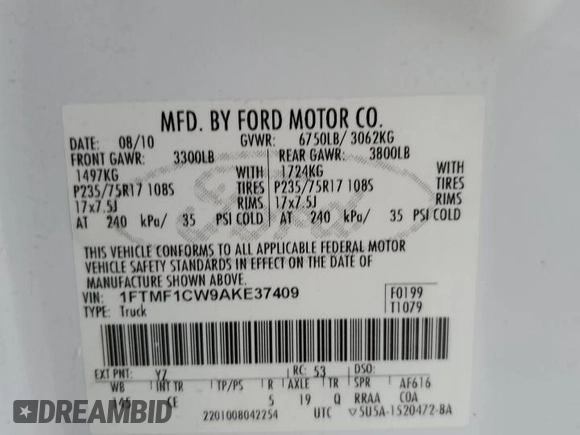 MFD. BY FORD MOTOR CO.
DATE: 08/10 GVWR: 6750LB/ 3062KG
FRONT GAWR: 3300LB REAR GAWR: 3800LB
1497KG WITH 1724KG WITH
P235/75R17 108S TIRES P235/75R17 108S TIRES
17x7.5J RIMS 17x7.5J RIMS
AT 240 kPa/ 35 PSI COLD AT 240 kPa/ 35 PSI COLD
THIS VEHICLE CONFORMS TO ALL APPLICABLE FEDERAL MOTOR
VEHICLE SAFETY STANDARDS IN EFFECT ON THE DATE OF
MANUFACTURE SHOWN ABOVE.
VIN: 1FTMF1CW9AKE37409 F0199
TYPE: Truck T1079
EXT PNT: YZ RC: 53 DSO:
WB INT TR TP/PS R AXLE TR SPR AF616
145 CE 5 19 Q RRAA COA
2201008042254 UTC 5U5A-1520472-BA
DREAMBID